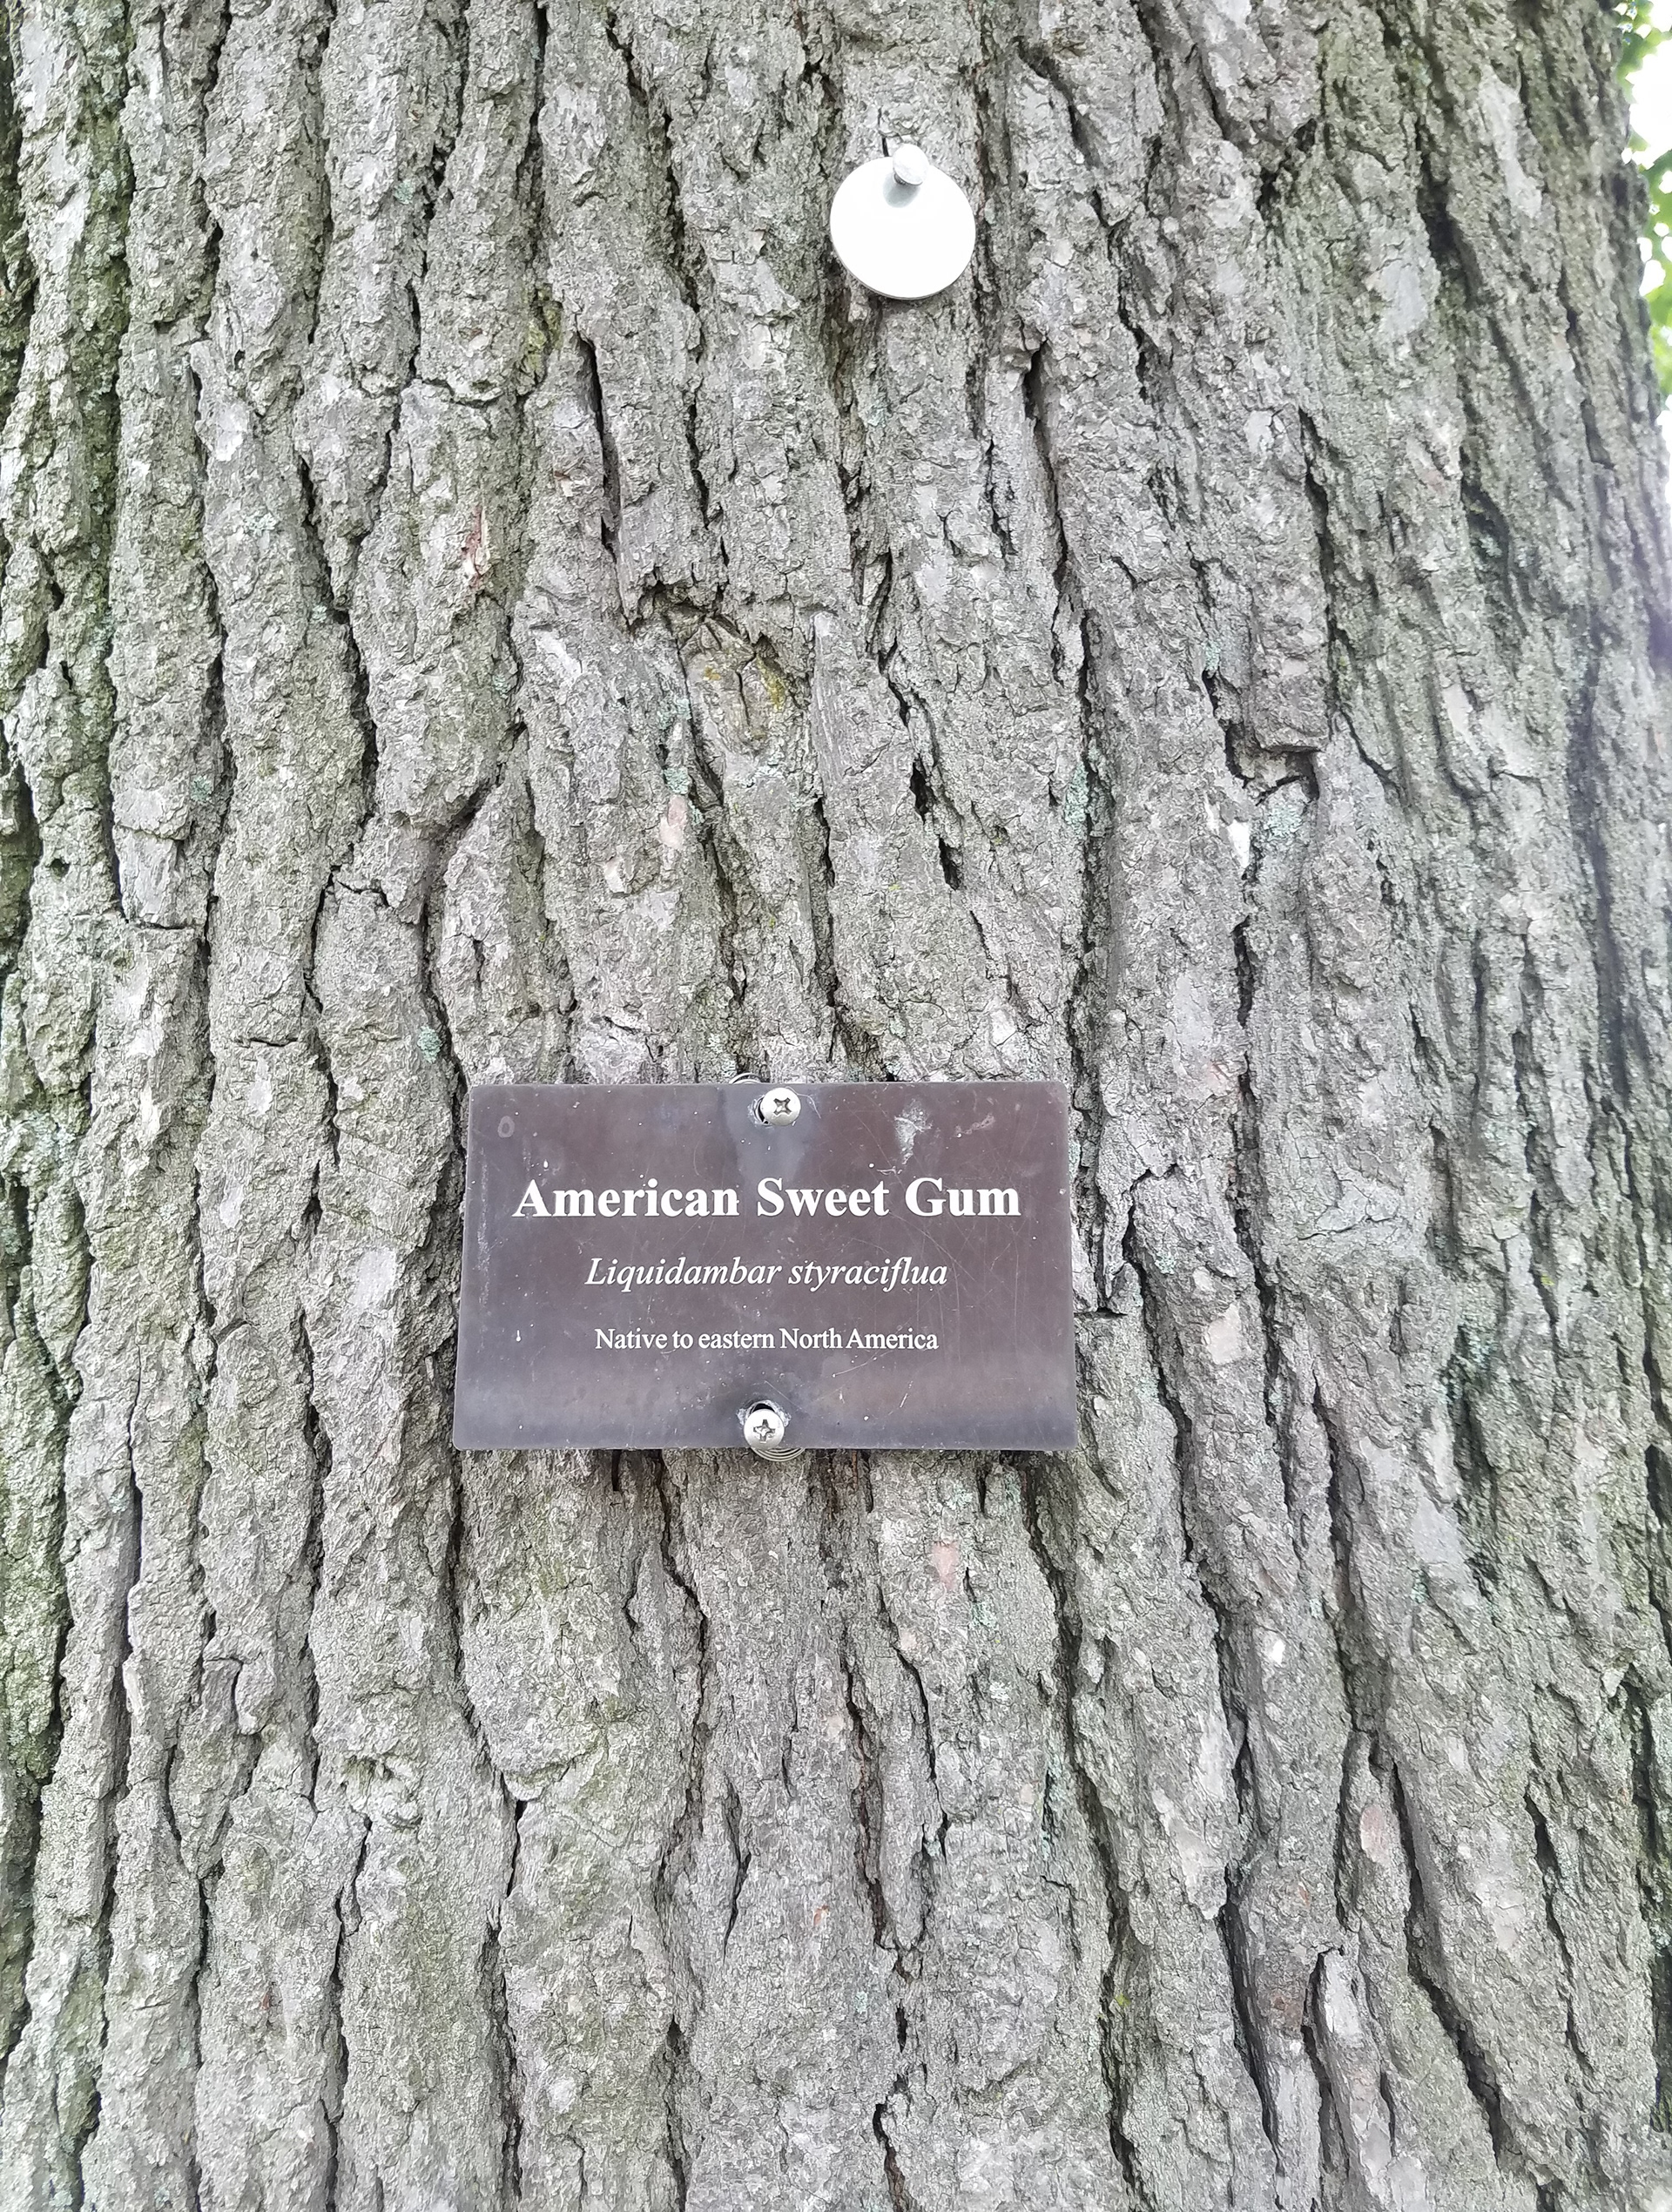 American Sweet Gum
Liquidambar styraciflua
Native to eastern North America